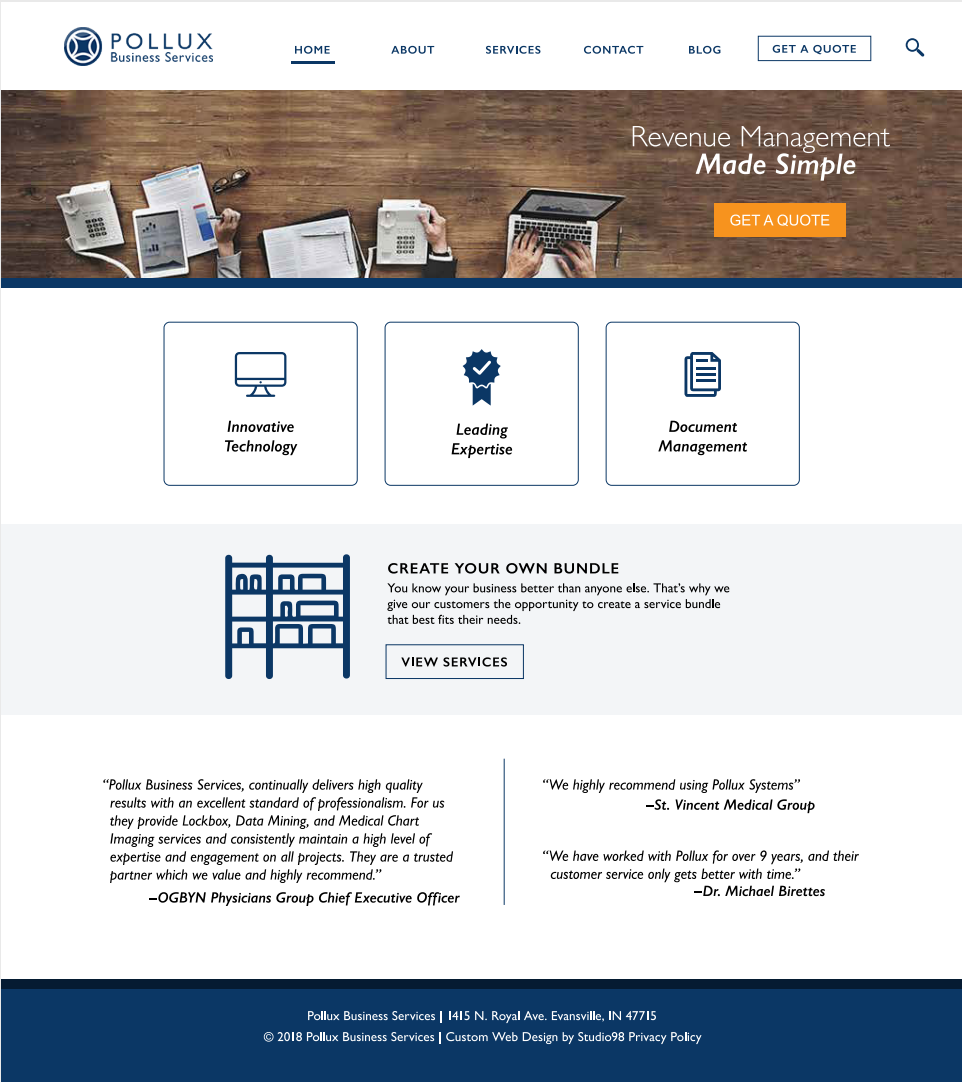 POLLUX
Business Services
HOME ABOUT SERVICES CONTACT BLOG GET A QUOTE
Revenue Management
Made Simple
GET A QUOTE
Innovative
Technology
Leading
Expertise
Document
Management
CREATE YOUR OWN BUNDLE
You know your business better than anyone else. That's why we
give our customers the opportunity to create a service bundle
that best fits their needs.
VIEW SERVICES
“Pollux Business Services, continually delivers high quality
results with an excellent standard of professionalism. For us
they provide Lockbox, Data Mining, and Medical Chart
Imaging services and consistently maintain a high level of
expertise and engagement on all projects. They are a trusted
partner which we value and highly recommend.”
–OGBYN Physicians Group Chief Executive Officer
“We highly recommend using Pollux Systems”
–St. Vincent Medical Group
“We have worked with Pollux for over 9 years, and their
customer service only gets better with time.”
–Dr. Michael Birettes
Pollux Business Services | 1415 N. Royal Ave. Evansville, IN 47715
© 2018 Pollux Business Services | Custom Web Design by Studio98 Privacy Policy